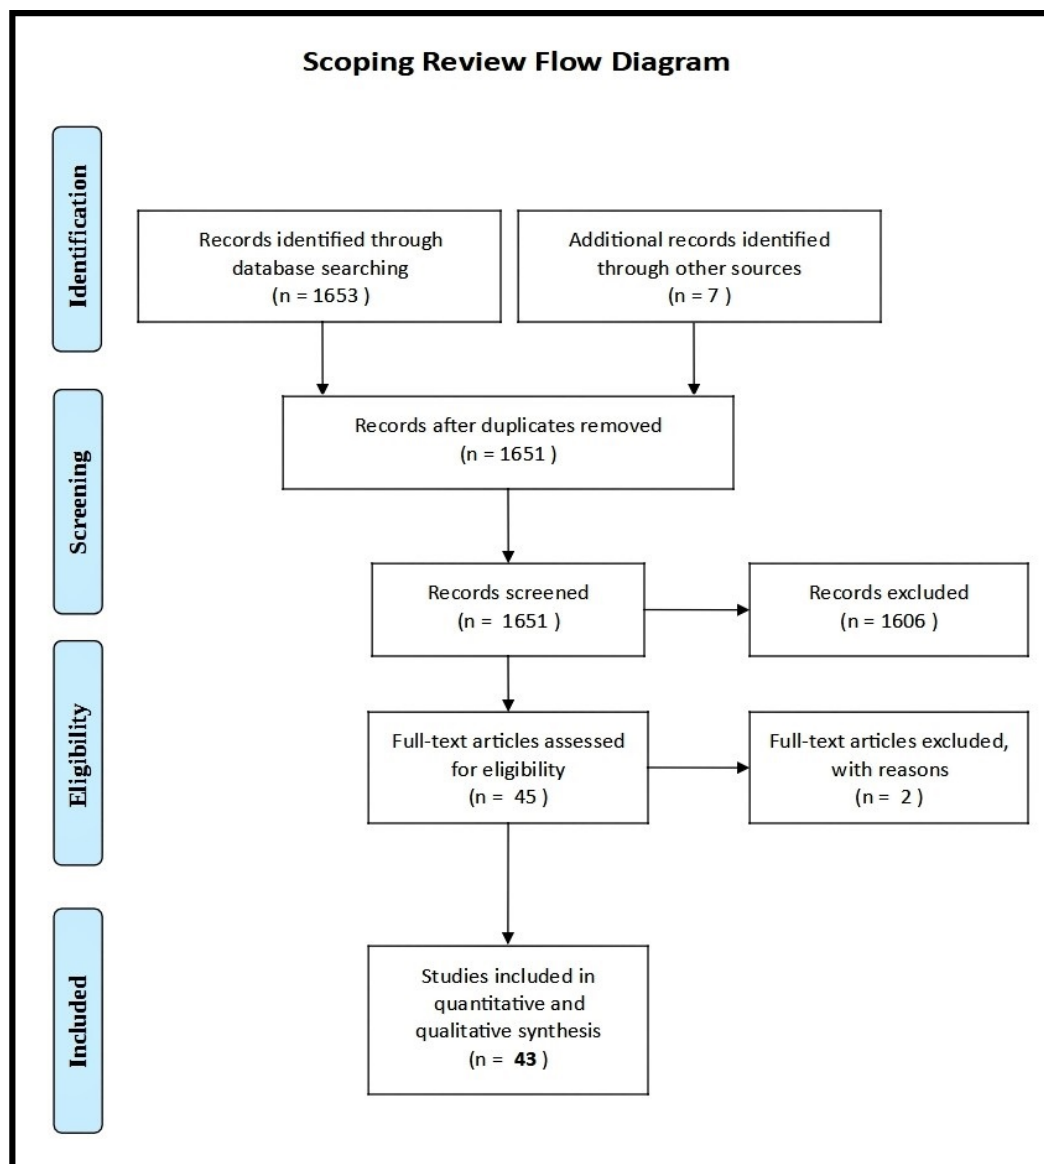 Scoping Review Flow Diagram
Identification
Records identified through
database searching
(n = 1653 )
Additional records identified
through other sources
(n = 7 )
Screening
Records after duplicates removed
(n = 1651 )
Records screened
(n = 1651 )
Records excluded
(n = 1606 )
Eligibility
Full-text articles assessed
for eligibility
(n = 45 )
Full-text articles excluded,
with reasons
(n = 2 )
Included
Studies included in
quantitative and
qualitative synthesis
(n = 43 )